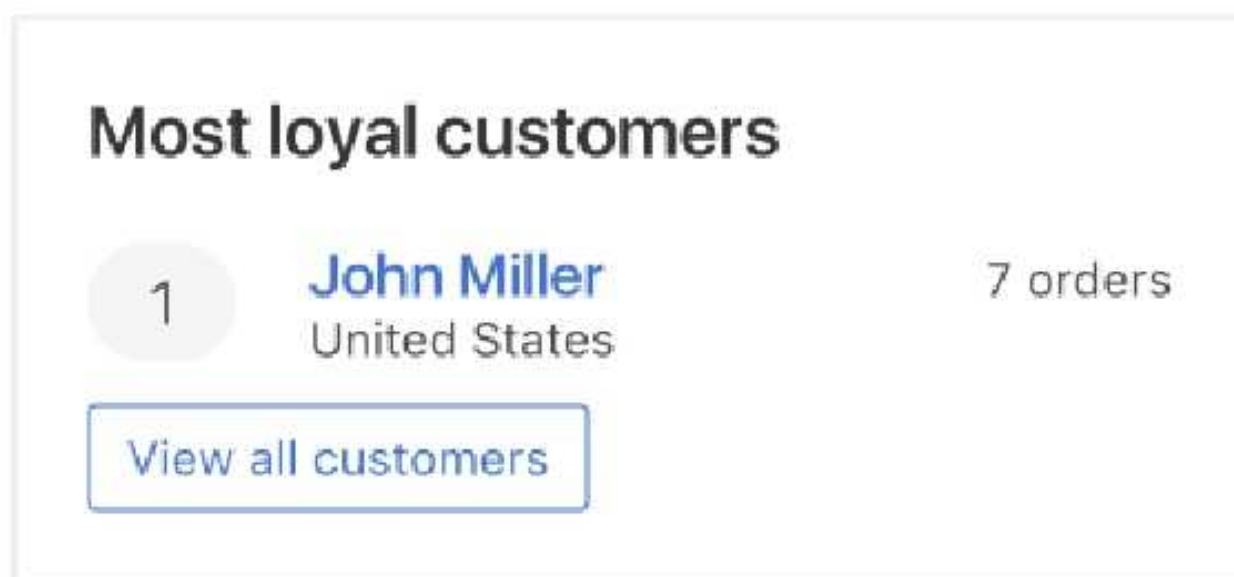 Most loyal customers
1 John Miller 7 orders
United States
View all customers